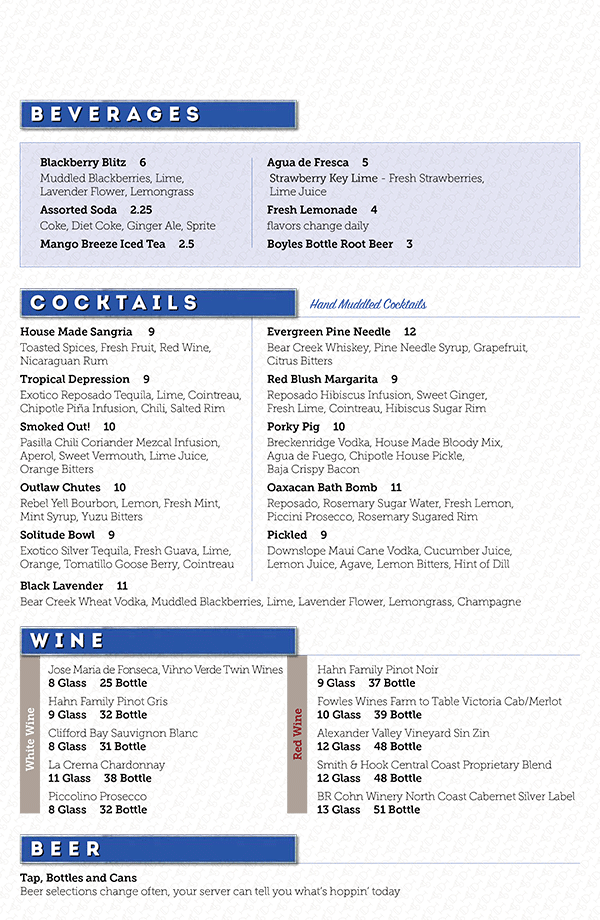 BEVERAGES
Blackberry Blitz 6
Muddled Blackberries, Lime,
Lavender Flower, Lemongrass
Assorted Soda 2.25
Coke, Diet Coke, Ginger Ale, Sprite
Mango Breeze Iced Tea 2.5
Agua de Fresca 5
Strawberry Key Lime - Fresh Strawberries,
Lime Juice
Fresh Lemonade 4
flavors change daily
Boyles Bottle Root Beer 3
COCKTAILS
Hand Muddled Cocktails
House Made Sangria 9
Toasted Spices, Fresh Fruit, Red Wine,
Nicaraguan Rum
Tropical Depression 9
Exotico Reposado Tequila, Lime, Cointreau,
Chipotle Piña Infusion, Chili, Salted Rim
Smoked Out! 10
Pasilla Chili Coriander Mezcal Infusion,
Aperol, Sweet Vermouth, Lime Juice,
Orange Bitters
Outlaw Chutes 10
Rebel Yell Bourbon, Lemon, Fresh Mint,
Mint Syrup, Yuzu Bitters
Solitude Bowl 9
Exotico Silver Tequila, Fresh Guava, Lime,
Orange, Tomatillo Goose Berry, Cointreau
Evergreen Pine Needle 12
Bear Creek Whiskey, Pine Needle Syrup, Grapefruit,
Citrus Bitters
Red Blush Margarita 9
Reposado Hibiscus Infusion, Sweet Ginger,
Fresh Lime, Cointreau, Hibiscus Sugar Rim
Porky Pig 10
Breckenridge Vodka, House Made Bloody Mix,
Agua de Fuego, Chipotle House Pickle,
Baja Crispy Bacon
Oaxacan Bath Bomb 11
Reposado, Rosemary Sugar Water, Fresh Lemon,
Piccini Prosecco, Rosemary Sugared Rim
Pickled 9
Downslope Maui Cane Vodka, Cucumber Juice,
Lemon Juice, Agave, Lemon Bitters, Hint of Dill
Black Lavender 11
Bear Creek Wheat Vodka, Muddled Blackberries, Lime, Lavender Flower, Lemongrass, Champagne
WINE
White Wine
Jose Maria de Fonseca, Vihno Verde Twin Wines
8 Glass 25 Bottle
Hahn Family Pinot Gris
9 Glass 32 Bottle
Clifford Bay Sauvignon Blanc
8 Glass 31 Bottle
La Crema Chardonnay
11 Glass 38 Bottle
Piccolino Prosecco
8 Glass 32 Bottle
Red Wine
Hahn Family Pinot Noir
9 Glass 37 Bottle
Fowles Wines Farm to Table Victoria Cab/Merlot
10 Glass 39 Bottle
Alexander Valley Vineyard Sin Zin
12 Glass 48 Bottle
Smith & Hook Central Coast Proprietary Blend
12 Glass 48 Bottle
BR Cohn Winery North Coast Cabernet Silver Label
13 Glass 51 Bottle
BEER
Tap, Bottles and Cans
Beer selections change often, your server can tell you what's hoppin' today